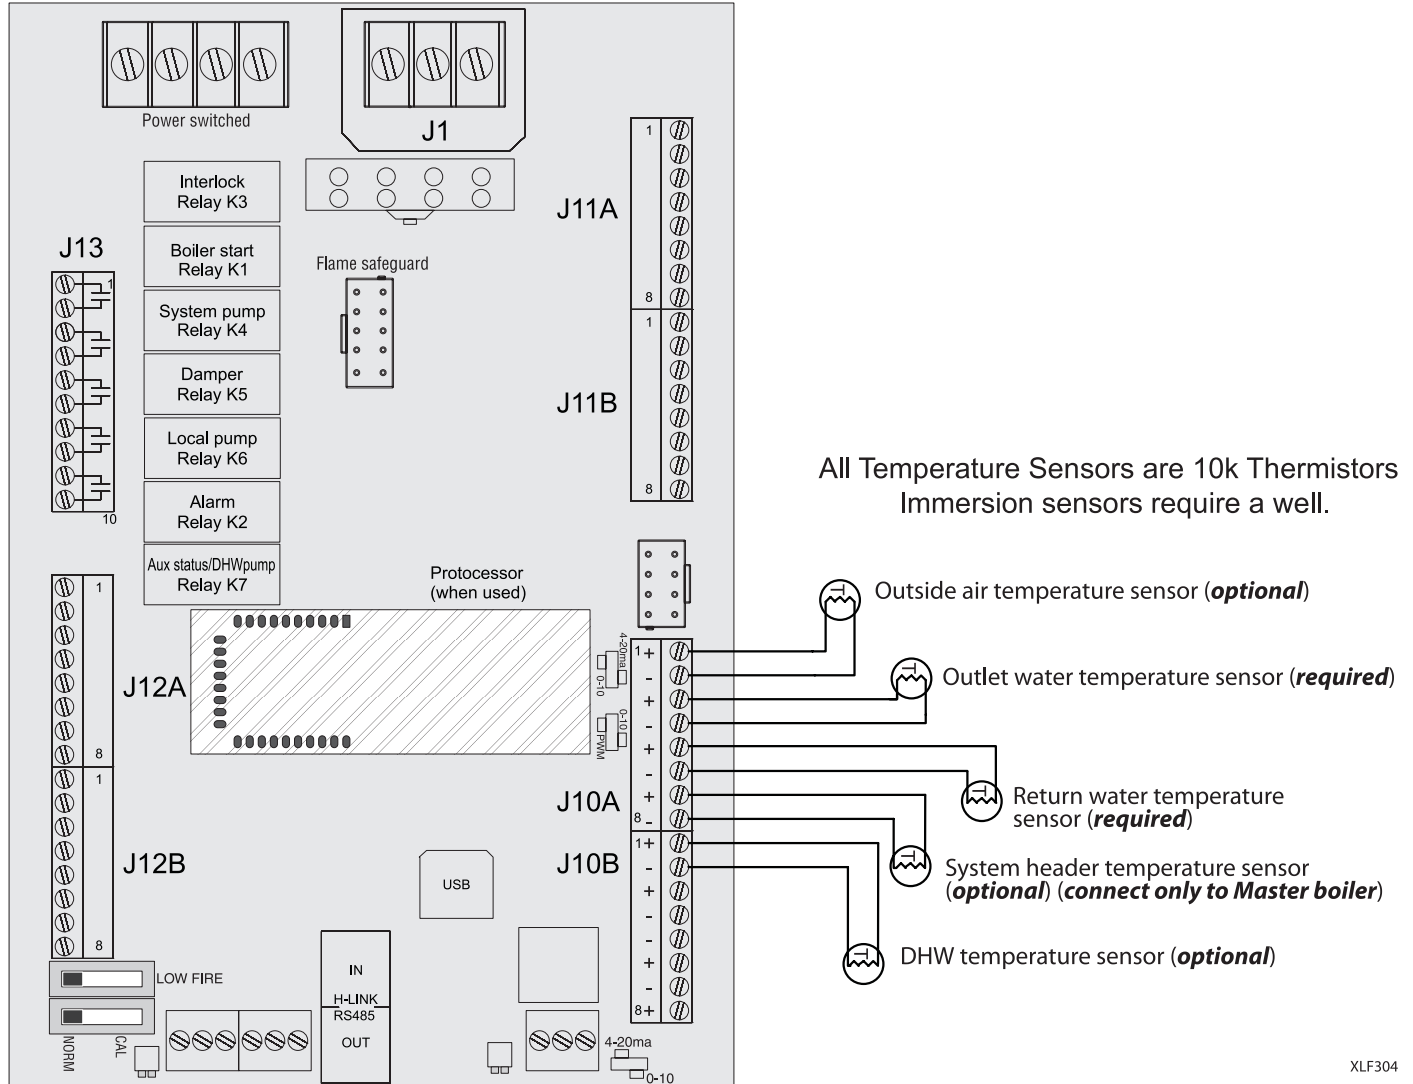 Power switched
J1
Interlock
Relay K3
Boiler start
Relay K1
System pump
Relay K4
Damper
Relay K5
Local pump
Relay K6
Alarm
Relay K2
Aux status/DHWpump
Relay K7
J13
1
10
Flame safeguard
J11A
1
8
J11B
1
8
All Temperature Sensors are 10k Thermistors
Immersion sensors require a well.
Protocessor
(when used)
4-20ma
0-10
0-10
PWM
J12A
1
8
J12B
1
8
J10A
1 +
-
+
-
+
-
+
8 -
J10B
1 +
-
+
-
-
+
-
8 +
T
Outside air temperature sensor (optional)
T
Outlet water temperature sensor (required)
T
Return water temperature
sensor (required)
T
System header temperature sensor
(optional) (connect only to Master boiler)
T
DHW temperature sensor (optional)
USB
LOW FIRE
NORM
CAL
IN
H-LINK
RS485
OUT
4-20ma
0-10
XLF304